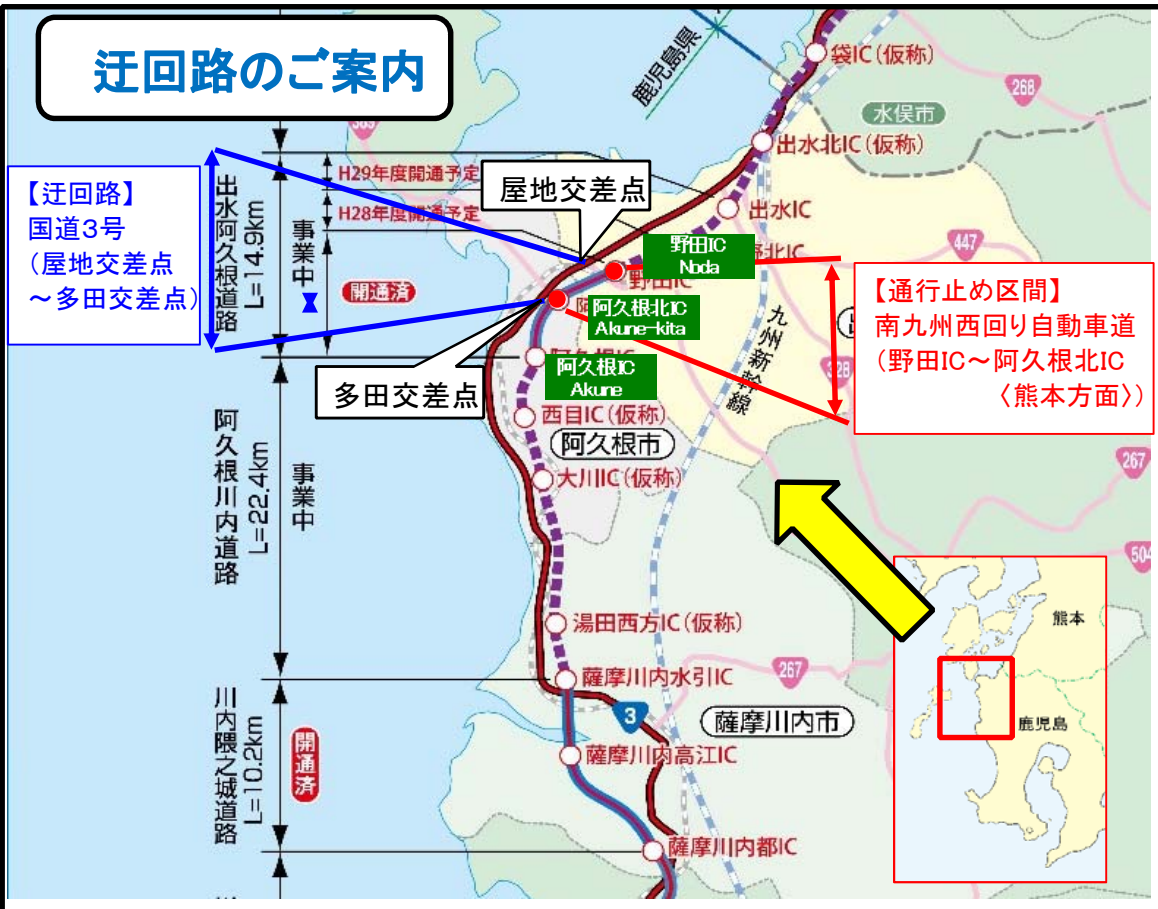 迂回路のご案内
鹿児島県
袋IC(仮称)
268
水俣市
出水北IC(仮称)
【迂回路】
国道3号
(屋地交差点
～多田交差点)
出水阿久根道路
L=14.9km
事業中
H29年度開通予定
H28年度開通予定
開通済
屋地交差点
出水IC
447
野田IC
Noda
野北IC
野田IC
阿久根北IC
Akune-kita
阿久根IC
阿久根IC
Akune
多田交差点
九州新幹線
328
【通行止め区間】
南九州西回り自動車道
(野田IC～阿久根北IC
〈熊本方面〉)
西目IC(仮称)
阿久根市
大川IC(仮称)
267
504
阿久根川内道路
L=22.4km
事業中
湯田西方IC(仮称)
薩摩川内水引IC
267
3
薩摩川内市
川内隈之城道路
L=10.2km
開通済
薩摩川内高江IC
薩摩川内都IC
熊本
鹿児島